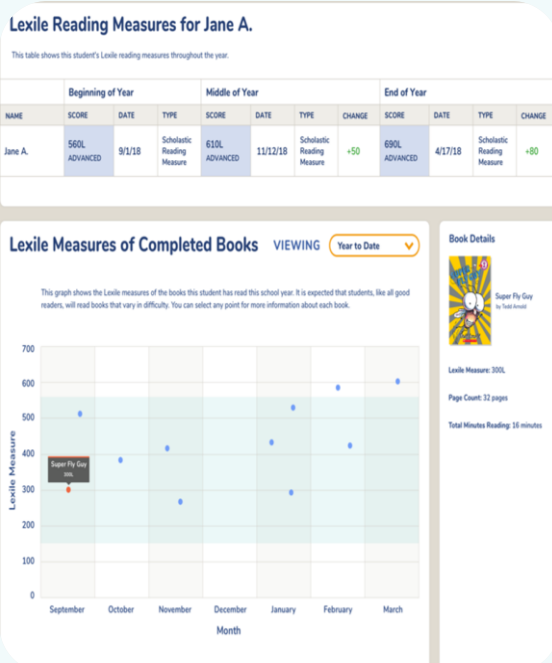 Lexile Reading Measures for Jane A.
This table shows this student's Lexile reading measures throughout the year.
Beginning of Year Middle of Year End of Year
NAME SCORE DATE TYPE SCORE DATE TYPE CHANGE SCORE DATE TYPE CHANGE
Jane A. 560L ADVANCED 9/1/18 Scholastic Reading Measure 610L ADVANCED 11/12/18 Scholastic Reading Measure +50 690L ADVANCED 4/17/18 Scholastic Reading Measure +80
Lexile Measures of Completed Books VIEWING Year to Date
This graph shows the Lexile measures of the books this student has read this school year. It is expected that students, like all good
readers, will read books that vary in difficulty. You can select any point for more information about each book.
Lexile Measure
700
600
500
400
300
200
100
0
Super Fly Guy
300L
September October November December January February March
Month
Book Details
Super Fly Guy
by Tedd Arnold
Lexile Measure: 300L
Page Count: 32 pages
Total Minutes Reading: 16 minutes